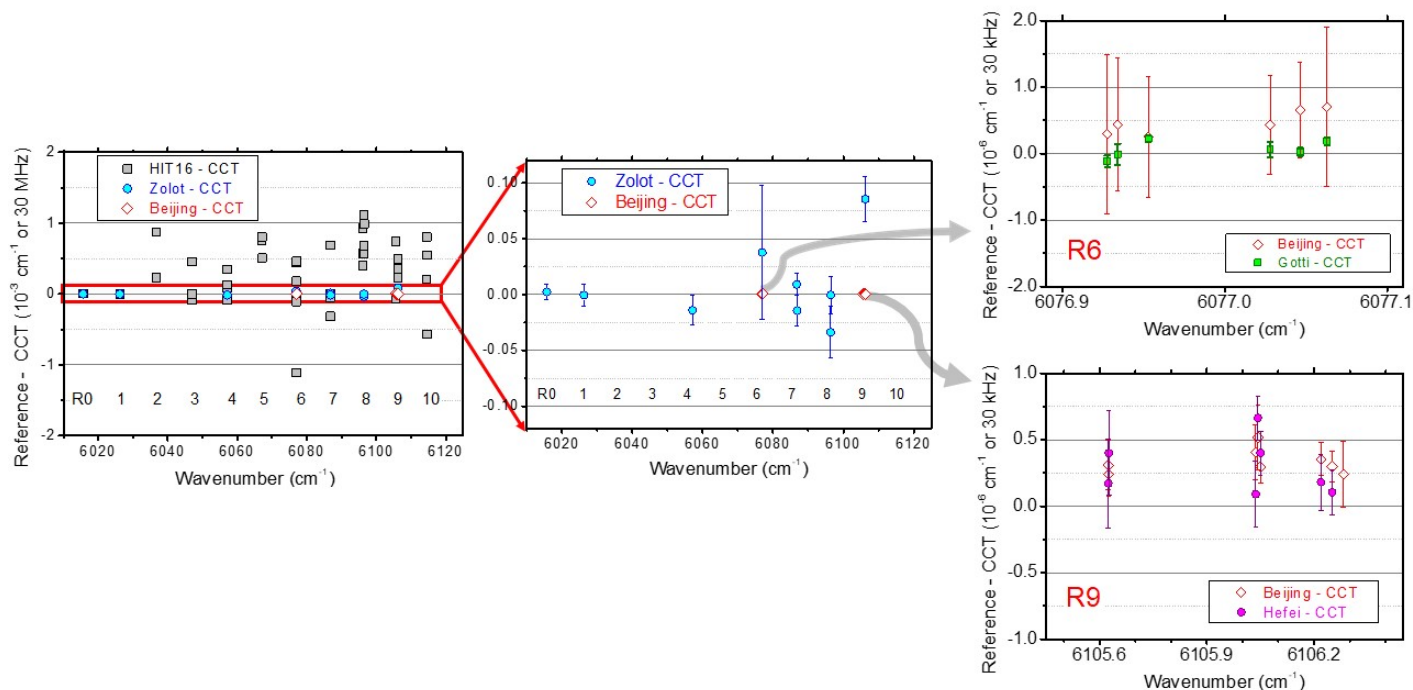 Reference - CCT (10⁻³ cm⁻¹ or 30 MHz)
2
1
0
-1
-2
HIT16 - CCT
Zolot - CCT
Beijing - CCT
R0 1 2 3 4 5 6 7 8 9 10
6020 6040 6060 6080 6100 6120
Wavenumber (cm⁻¹)
0.10
0.05
0.00
-0.05
-0.10
Zolot - CCT
Beijing - CCT
R0 1 2 3 4 5 6 7 8 9 10
6020 6040 6060 6080 6100 6120
Wavenumber (cm⁻¹)
Reference - CCT (10⁻⁶ cm⁻¹ or 30 kHz)
2.0
1.0
0.0
-1.0
-2.0
R6
Beijing - CCT
Gotti - CCT
6076.9 6077.0 6077.1
Wavenumber (cm⁻¹)
Reference - CCT (10⁻⁶ cm⁻¹ or 30 kHz)
1.0
0.5
0.0
-0.5
-1.0
R9
Beijing - CCT
Hefei - CCT
6105.6 6105.9 6106.2
Wavenumber (cm⁻¹)